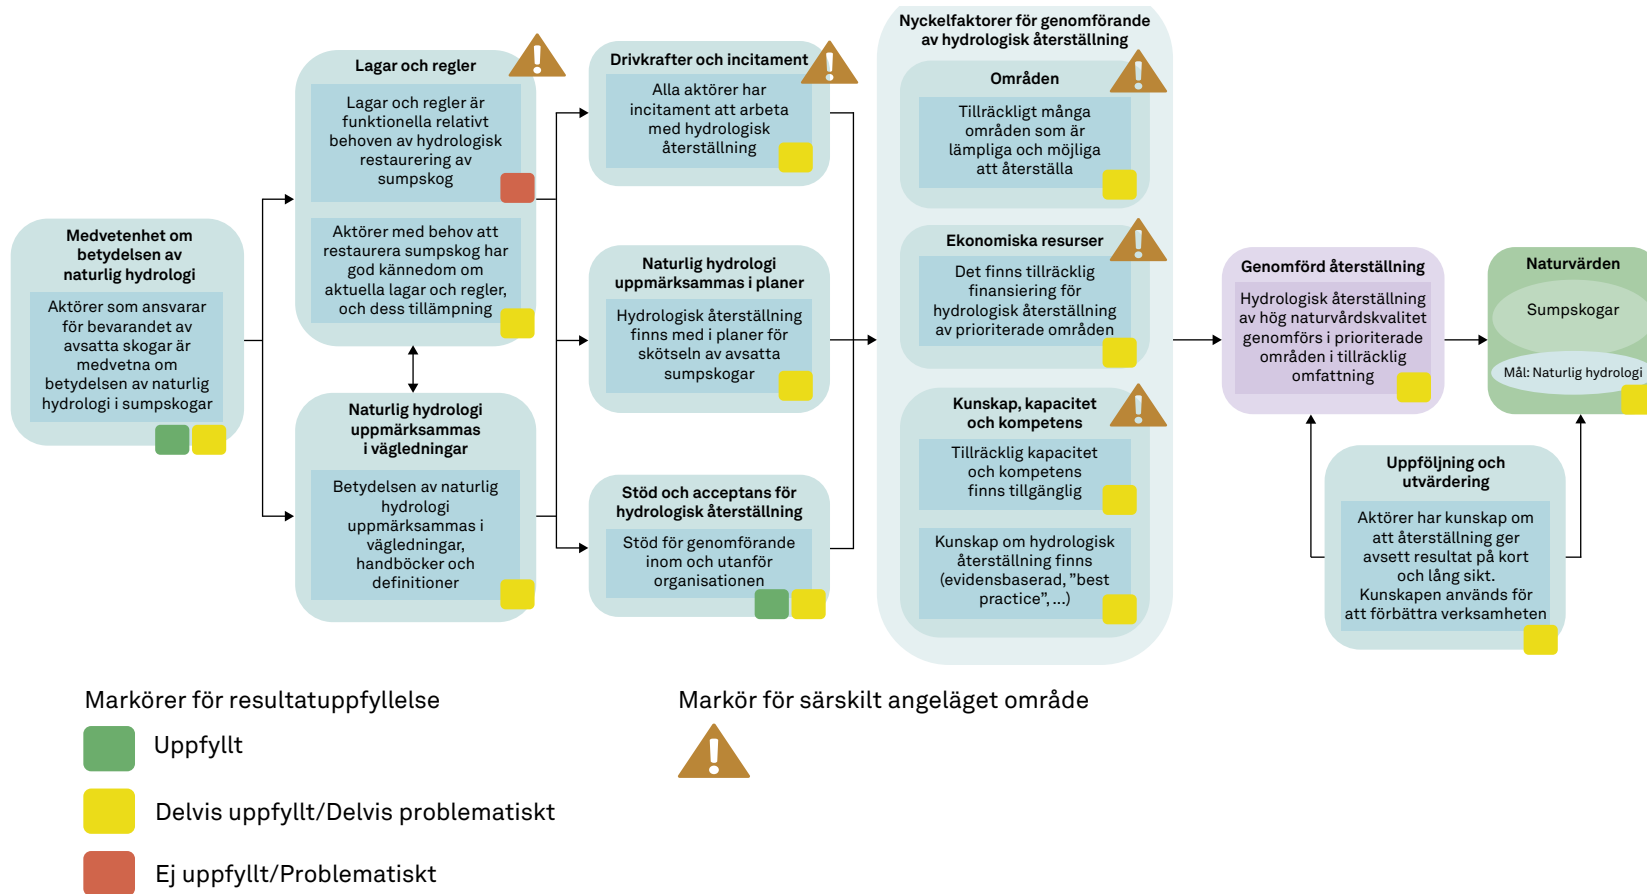 Medvetenhet om
betydelsen av
naturlig hydrologi
Aktörer som ansvarar
för bevarandet av
avsatta skogar är
medvetna om
betydelsen av naturlig
hydrologi i sumpskogar
Lagar och regler
Lagar och regler är
funktionella relativt
behoven av hydrologisk
restaurering av
sumpskog
Aktörer med behov att
restaurera sumpskog har
god kännedom om
aktuella lagar och regler,
och dess tillämpning
Naturlig hydrologi
uppmärksammas
i vägledningar
Betydelsen av naturlig
hydrologi
uppmärksammas i
vägledningar,
handböcker och
definitioner
Drivkrafter och incitament
Alla aktörer har
incitament att arbeta
med hydrologisk
återställning
Naturlig hydrologi
uppmärksammas i planer
Hydrologisk återställning
finns med i planer för
skötseln av avsatta
sumpskogar
Stöd och acceptans för
hydrologisk återställning
Stöd för genomförande
inom och utanför
organisationen
Nyckelfaktorer för genomförande
av hydrologisk återställning
Områden
Tillräckligt många
områden som är
lämpliga och möjliga
att återställa
Ekonomiska resurser
Det finns tillräcklig
finansiering för
hydrologisk återställning
av prioriterade områden
Kunskap, kapacitet
och kompetens
Tillräcklig kapacitet
och kompetens
finns tillgänglig
Kunskap om hydrologisk
återställning finns
(evidensbaserad, ”best
practice”, ...)
Genomförd återställning
Hydrologisk återställning
av hög naturvårdskvalitet
genomförs i prioriterade
områden i tillräcklig
omfattning
Naturvärden
Sumpskogar
Mål: Naturlig hydrologi
Uppföljning och
utvärdering
Aktörer har kunskap om
att återställning ger
avsett resultat på kort
och lång sikt.
Kunskapen används för
att förbättra verksamheten
Markörer för resultatuppfyllelse
Uppfyllt
Delvis uppfyllt/Delvis problematiskt
Ej uppfyllt/Problematiskt
Markör för särskilt angeläget område